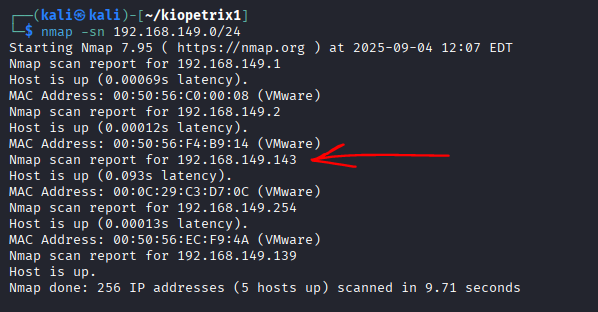 ┌──(kali㉿kali)-[~/kiopetrix1]
└─$ nmap -sn 192.168.149.0/24
Starting Nmap 7.95 ( https://nmap.org ) at 2025-09-04 12:07 EDT
Nmap scan report for 192.168.149.1
Host is up (0.00069s latency).
MAC Address: 00:50:56:C0:00:08 (VMware)
Nmap scan report for 192.168.149.2
Host is up (0.00012s latency).
MAC Address: 00:50:56:F4:B9:14 (VMware)
Nmap scan report for 192.168.149.143
Host is up (0.093s latency).
MAC Address: 00:0C:29:C3:D7:0C (VMware)
Nmap scan report for 192.168.149.254
Host is up (0.00013s latency).
MAC Address: 00:50:56:EC:F9:4A (VMware)
Nmap scan report for 192.168.149.139
Host is up.
Nmap done: 256 IP addresses (5 hosts up) scanned in 9.71 seconds